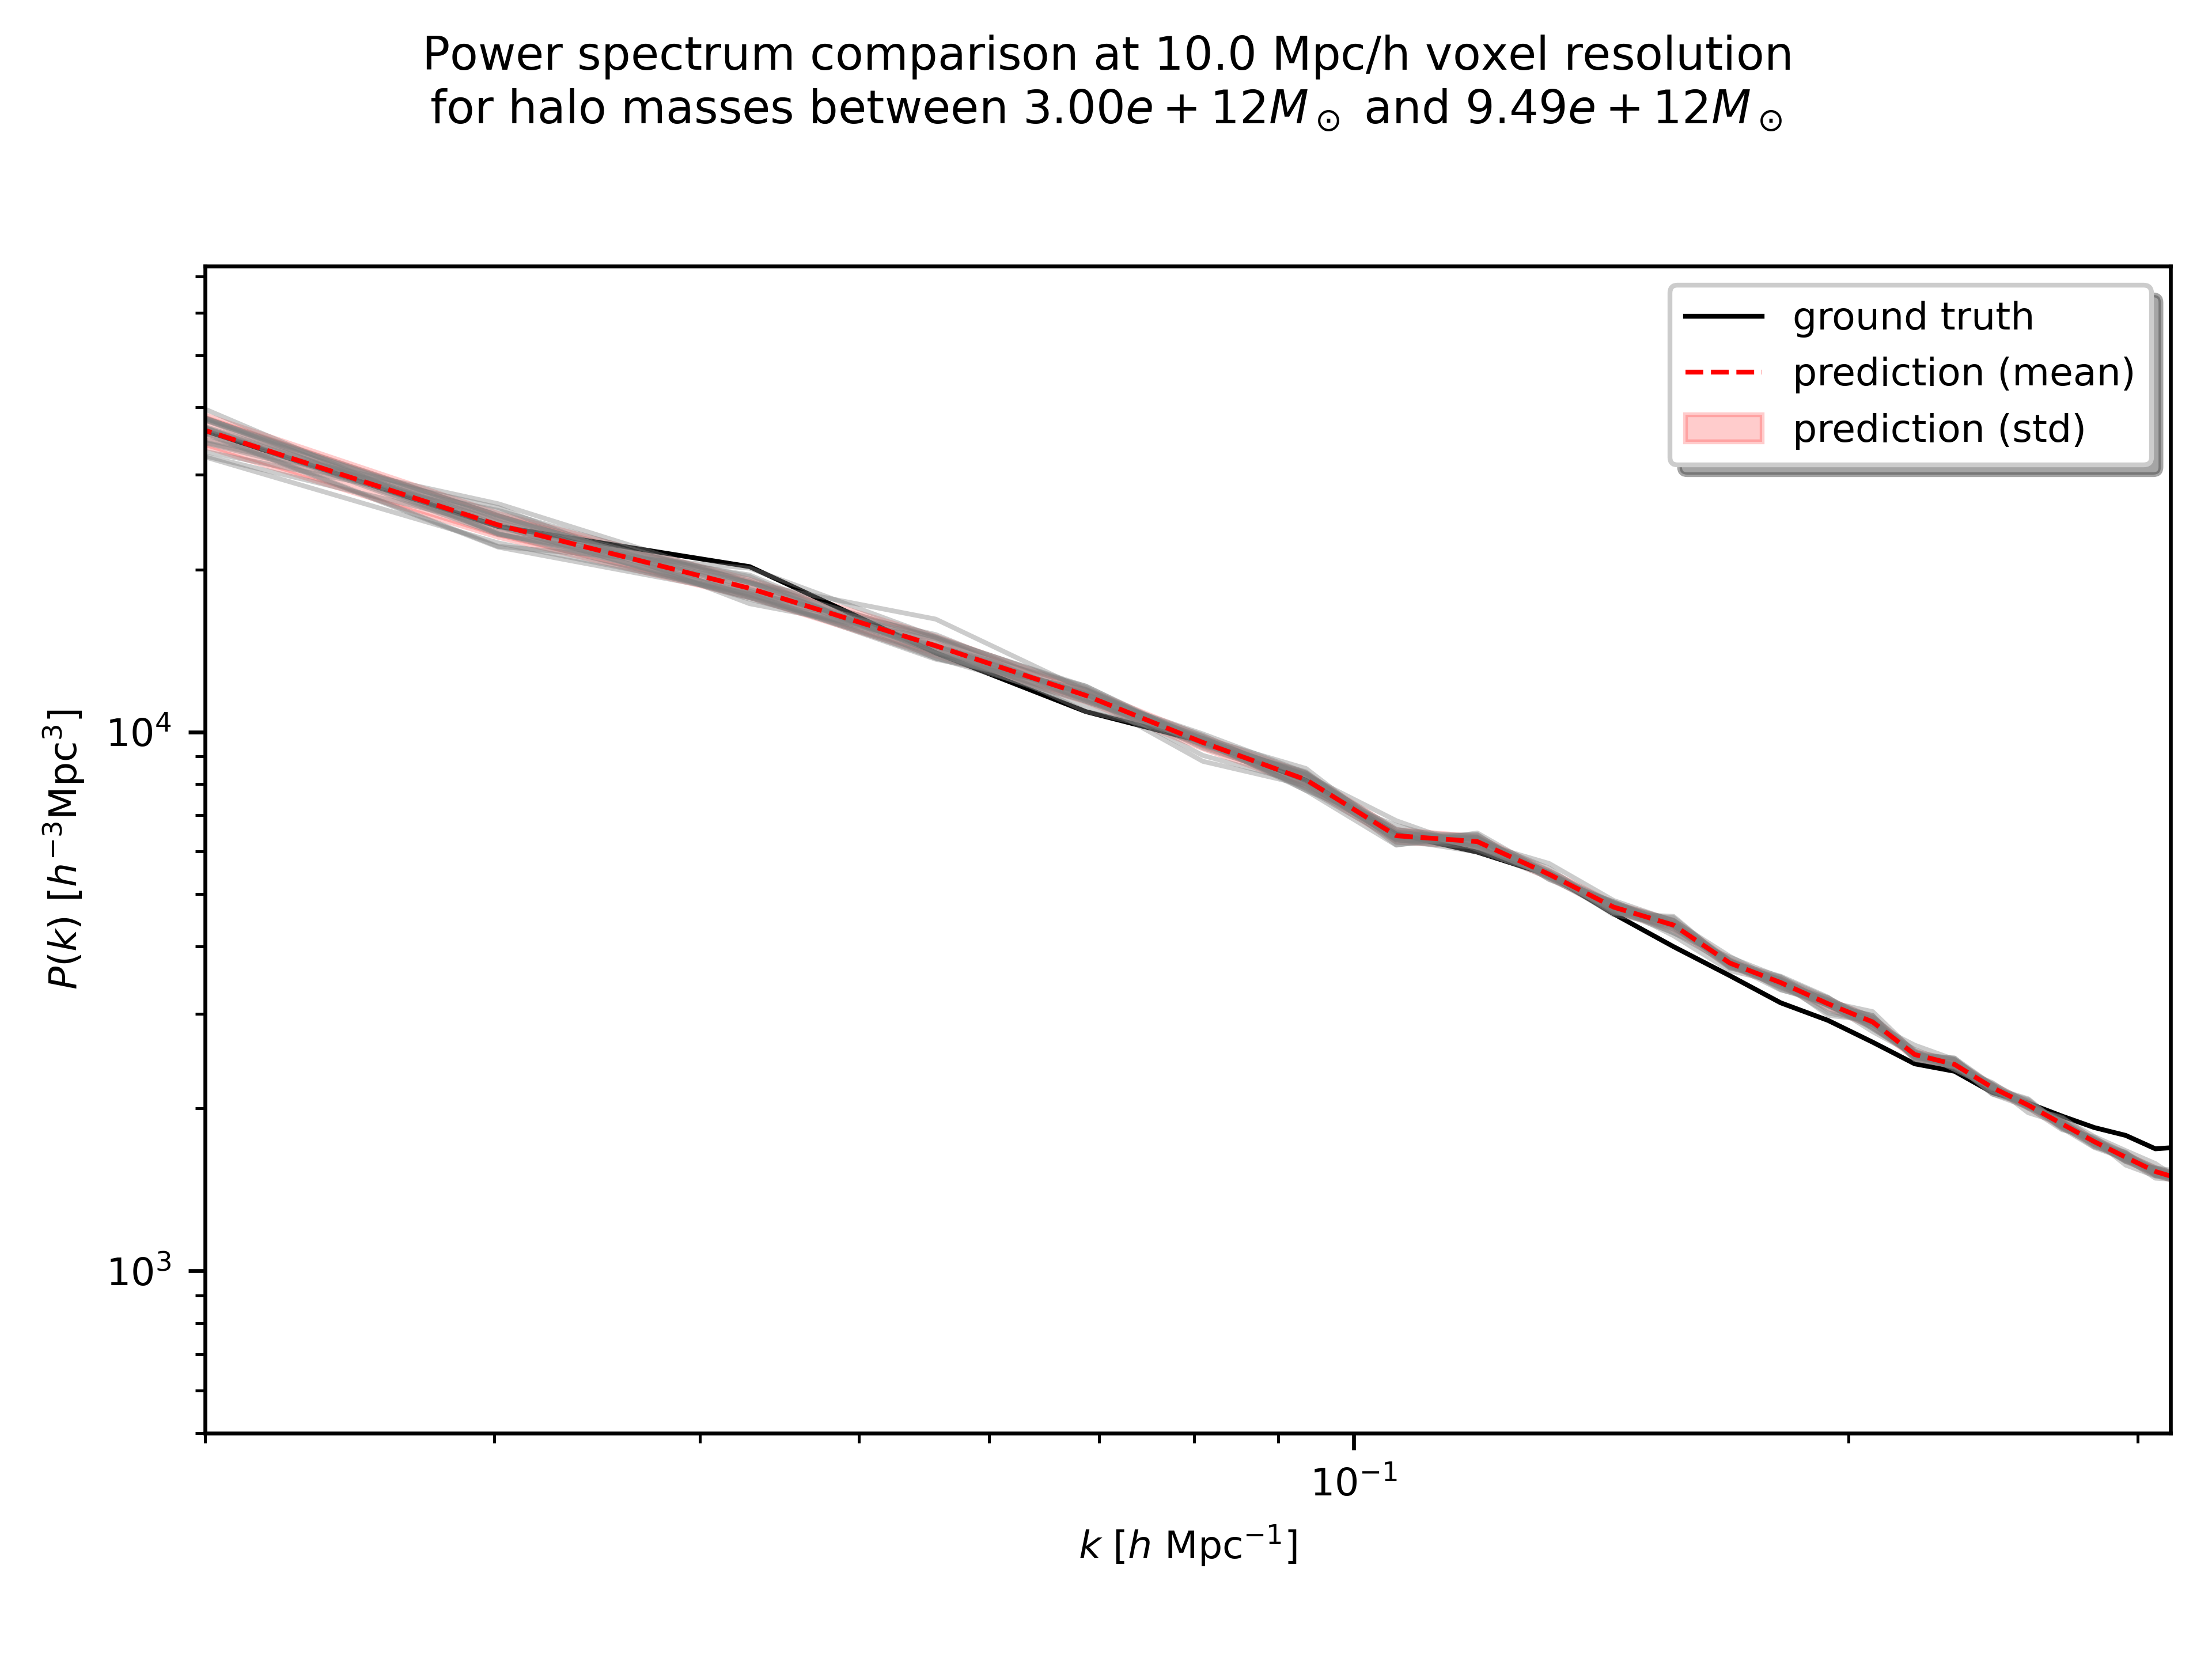 Power spectrum comparison at 10.0 Mpc/h voxel resolution
for halo masses between 3.00e + 12M⊙ and 9.49e + 12M⊙
ground truth
prediction (mean)
prediction (std)
10⁴
10³
P(k) [h⁻³Mpc³]
10⁻¹
k [h Mpc⁻¹]